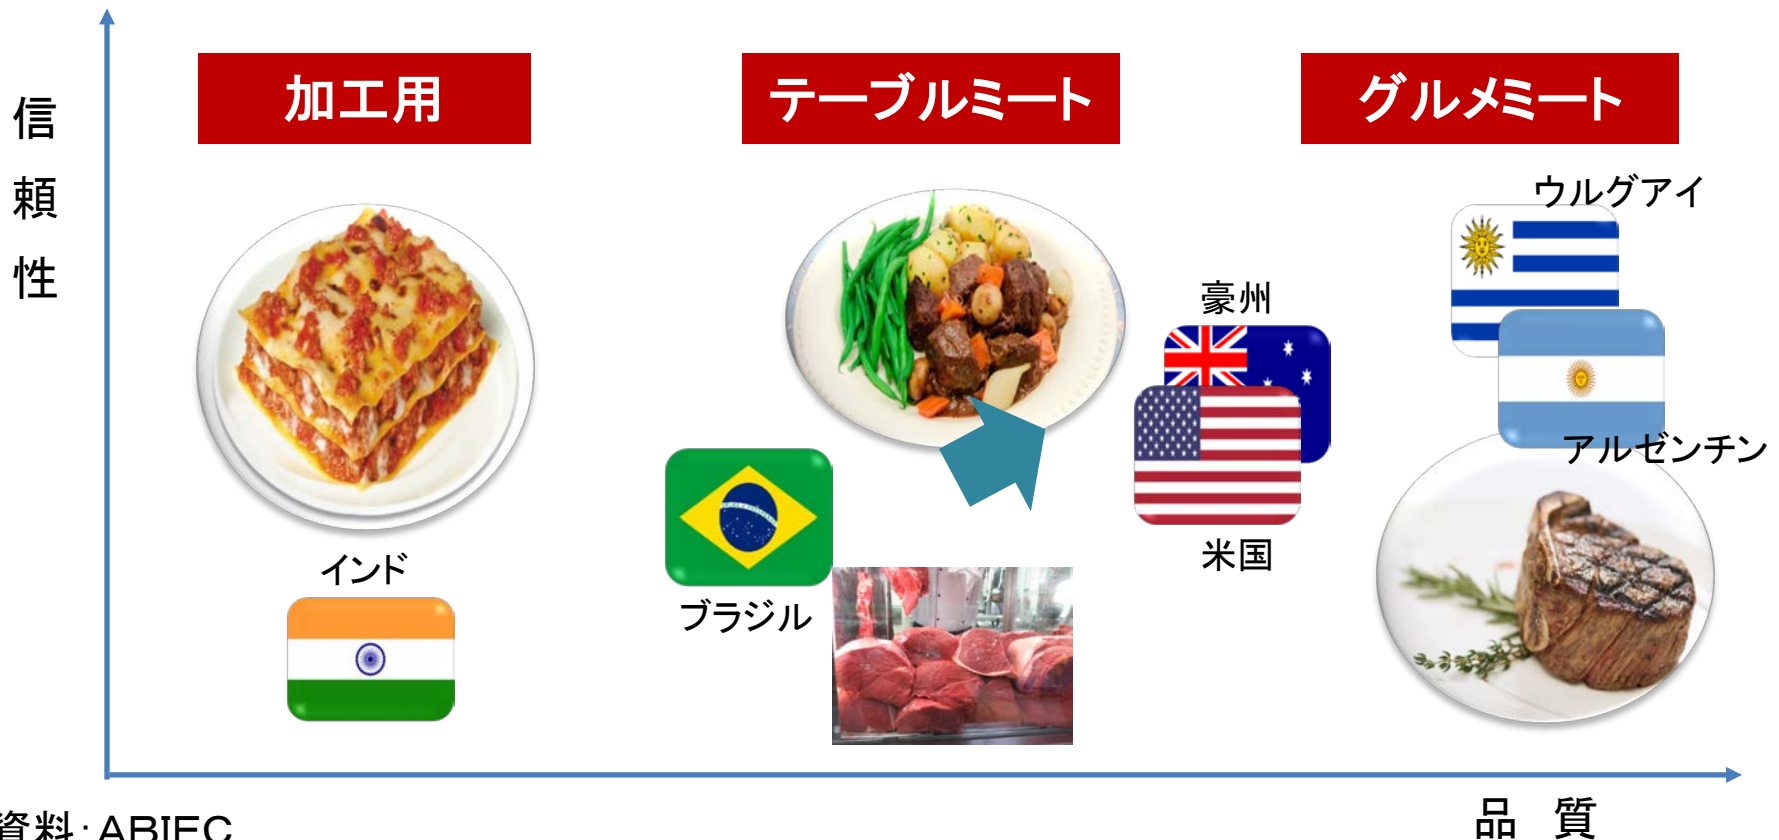 信頼性
加工用
テーブルミート
グルメミート
ウルグアイ
豪州
アルゼンチン
米国
インド
ブラジル
品 質
資料：ABIEC